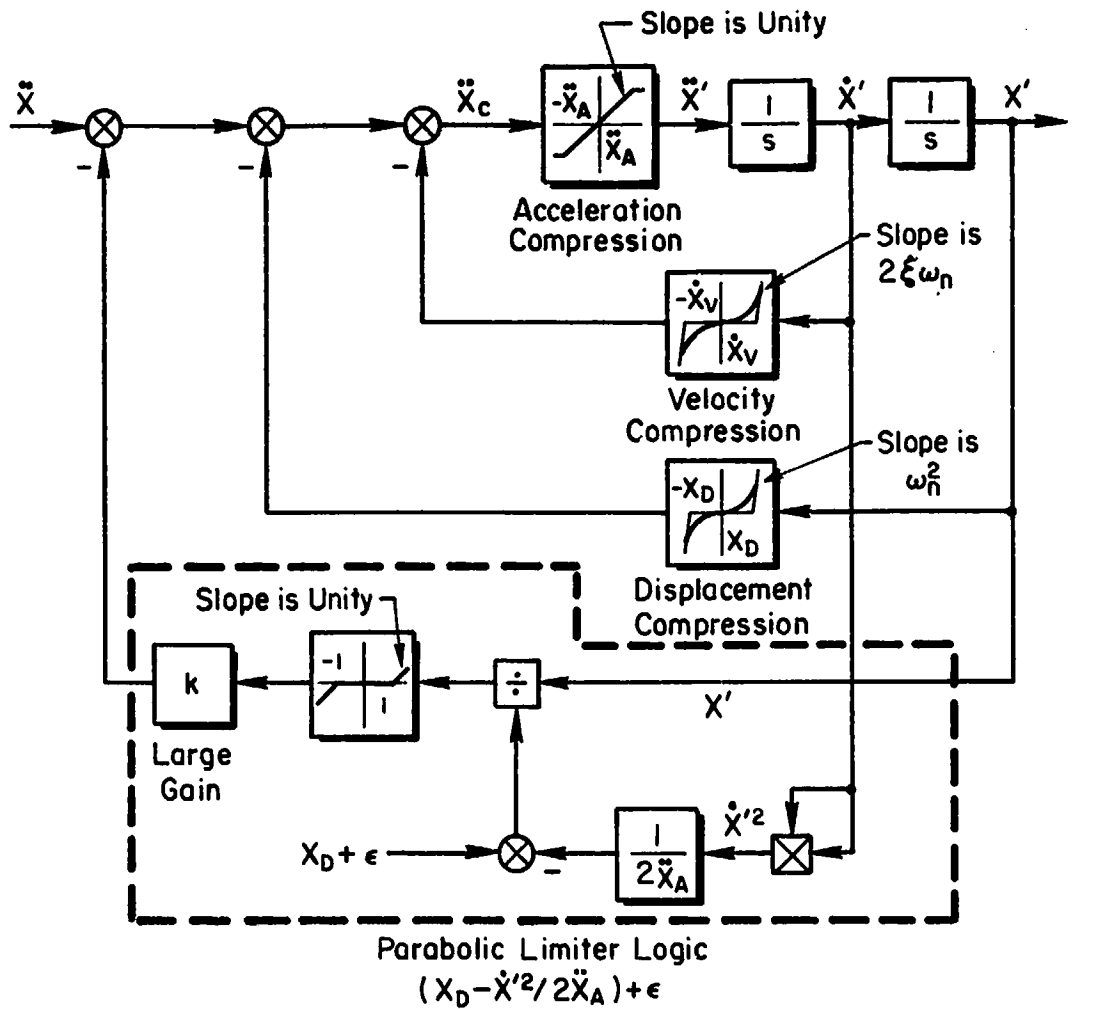 Slope is Unity
Ẍ
Ẍc
-ẌA
ẌA
Ẍ′
1
s
Ẋ′
1
s
X′
-
-
-
Acceleration
Compression
Slope is
2ξωn
-ẊV
ẊV
Velocity
Compression
Slope is
ωn²
-XD
XD
Displacement
Compression
Slope is Unity
k
-1
1
÷
X′
Large
Gain
XD + ϵ
-
1
2ẌA
Ẋ′²
Parabolic Limiter Logic
(XD-Ẋ′²/2ẌA)+ϵ